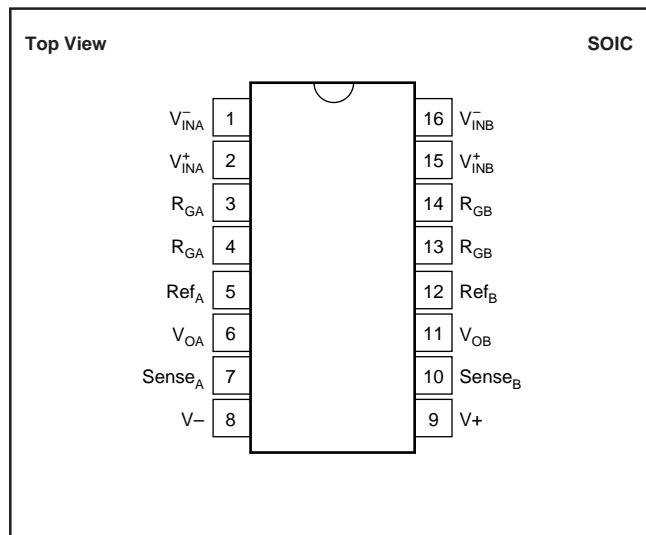 Top View SOIC
V⁻INA 1 16 V⁻INB
V⁺INA 2 15 V⁺INB
RGA 3 14 RGB
RGA 4 13 RGB
RefA 5 12 RefB
VOA 6 11 VOB
SenseA 7 10 SenseB
V– 8 9 V+